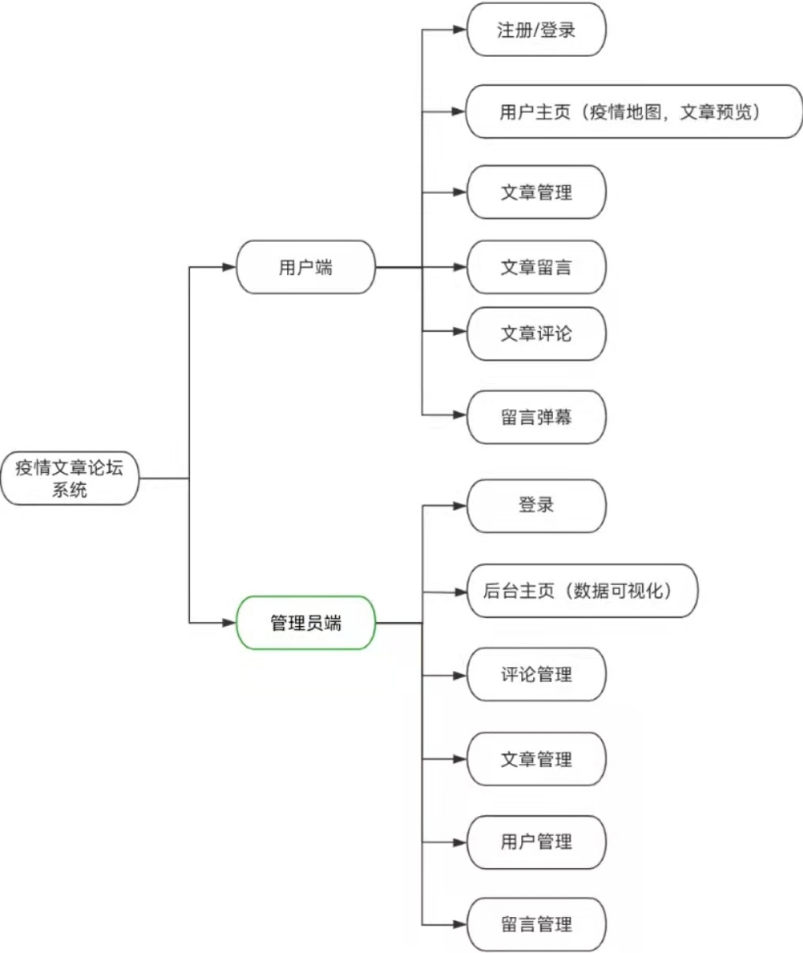 疫情文章论坛
系统
用户端
注册/登录
用户主页（疫情地图，文章预览）
文章管理
文章留言
文章评论
留言弹幕
管理员端
登录
后台主页（数据可视化）
评论管理
文章管理
用户管理
留言管理